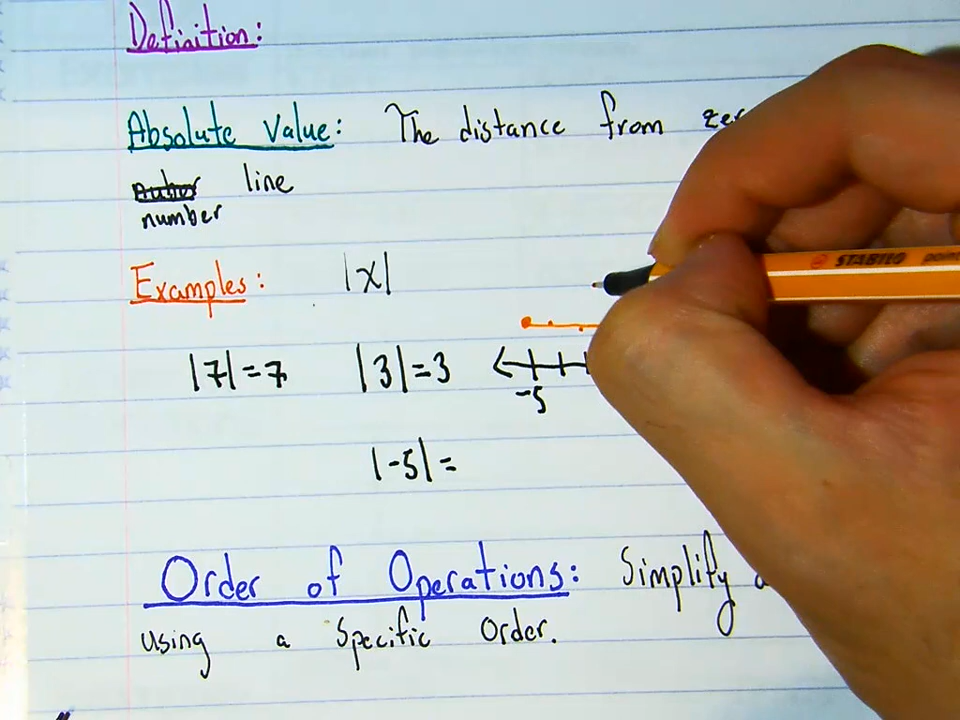 Definition:
Absolute Value: The distance from
line
number
Examples: |x|
STABILO point
|7|=7 |3|=3
-5
|-5|=
Order of Operations: Simplify
using a specific order.